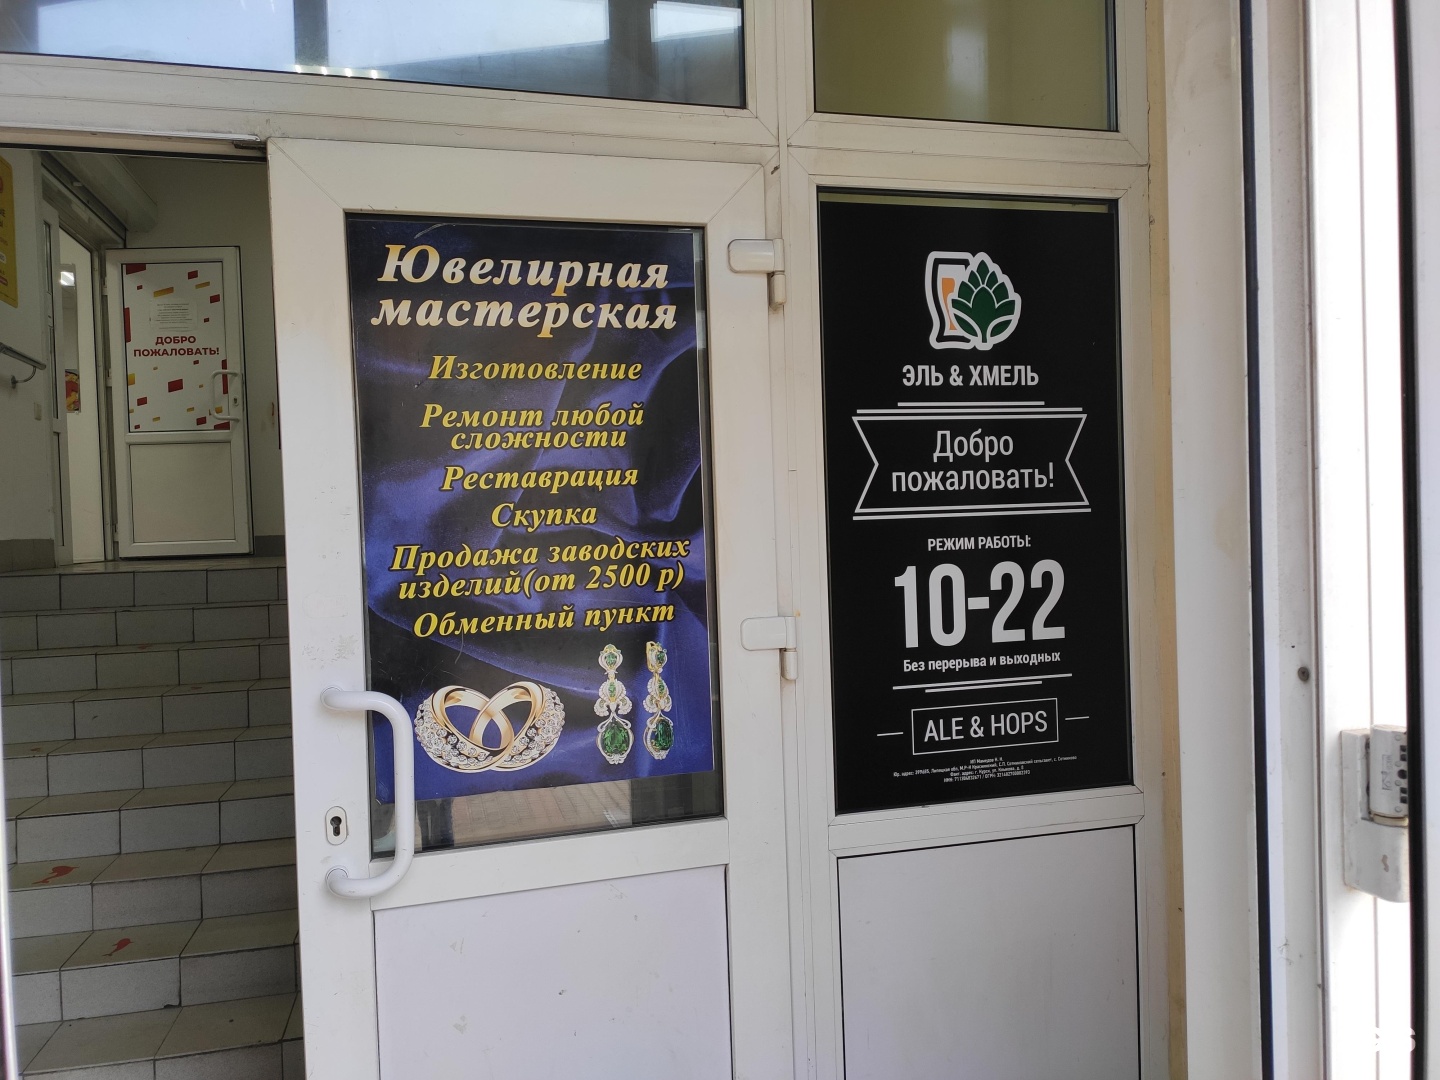 ДОБРО
ПОЖАЛОВАТЬ!
Ювелирная
мастерская
Изготовление
Ремонт любой
сложности
Реставрация
Скупка
Продажа заводских
изделий(от 2500 р)
Обменный пункт
ЭЛЬ & ХМЕЛЬ
Добро
пожаловать!
РЕЖИМ РАБОТЫ:
10-22
Без перерыва и выходных
ALE & HOPS